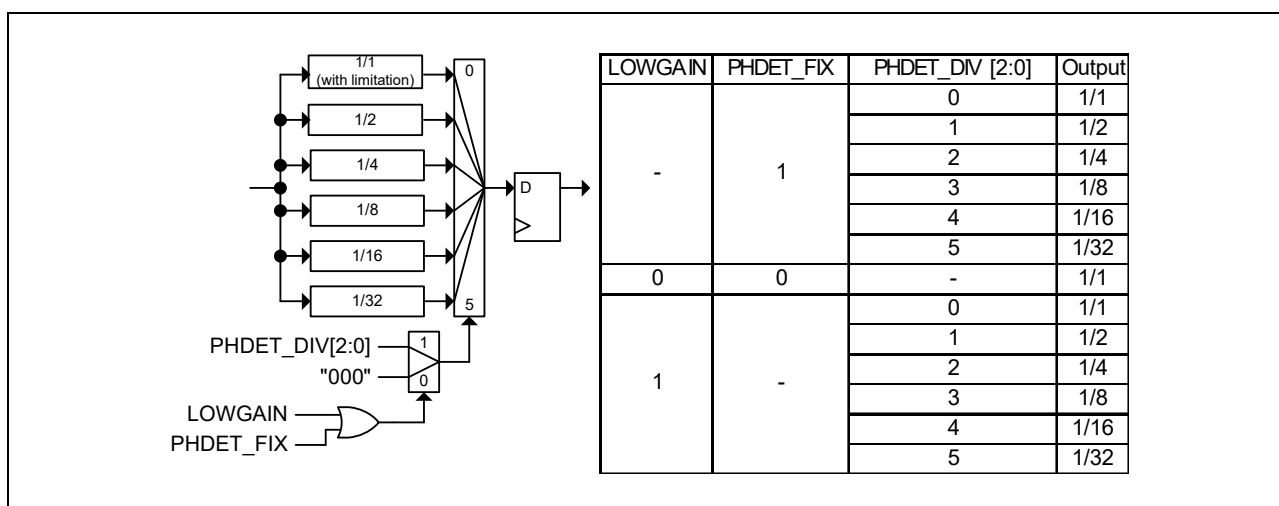 1/1
(with limitation)
1/2
1/4
1/8
1/16
1/32
0
5
D
PHDET_DIV[2:0]
"000"
1
0
LOWGAIN
PHDET_FIX
LOWGAIN PHDET_FIX PHDET_DIV [2:0] Output
- 1 0 1/1
1 1/2
2 1/4
3 1/8
4 1/16
5 1/32
0 0 - 1/1
1 - 0 1/1
1 1/2
2 1/4
3 1/8
4 1/16
5 1/32